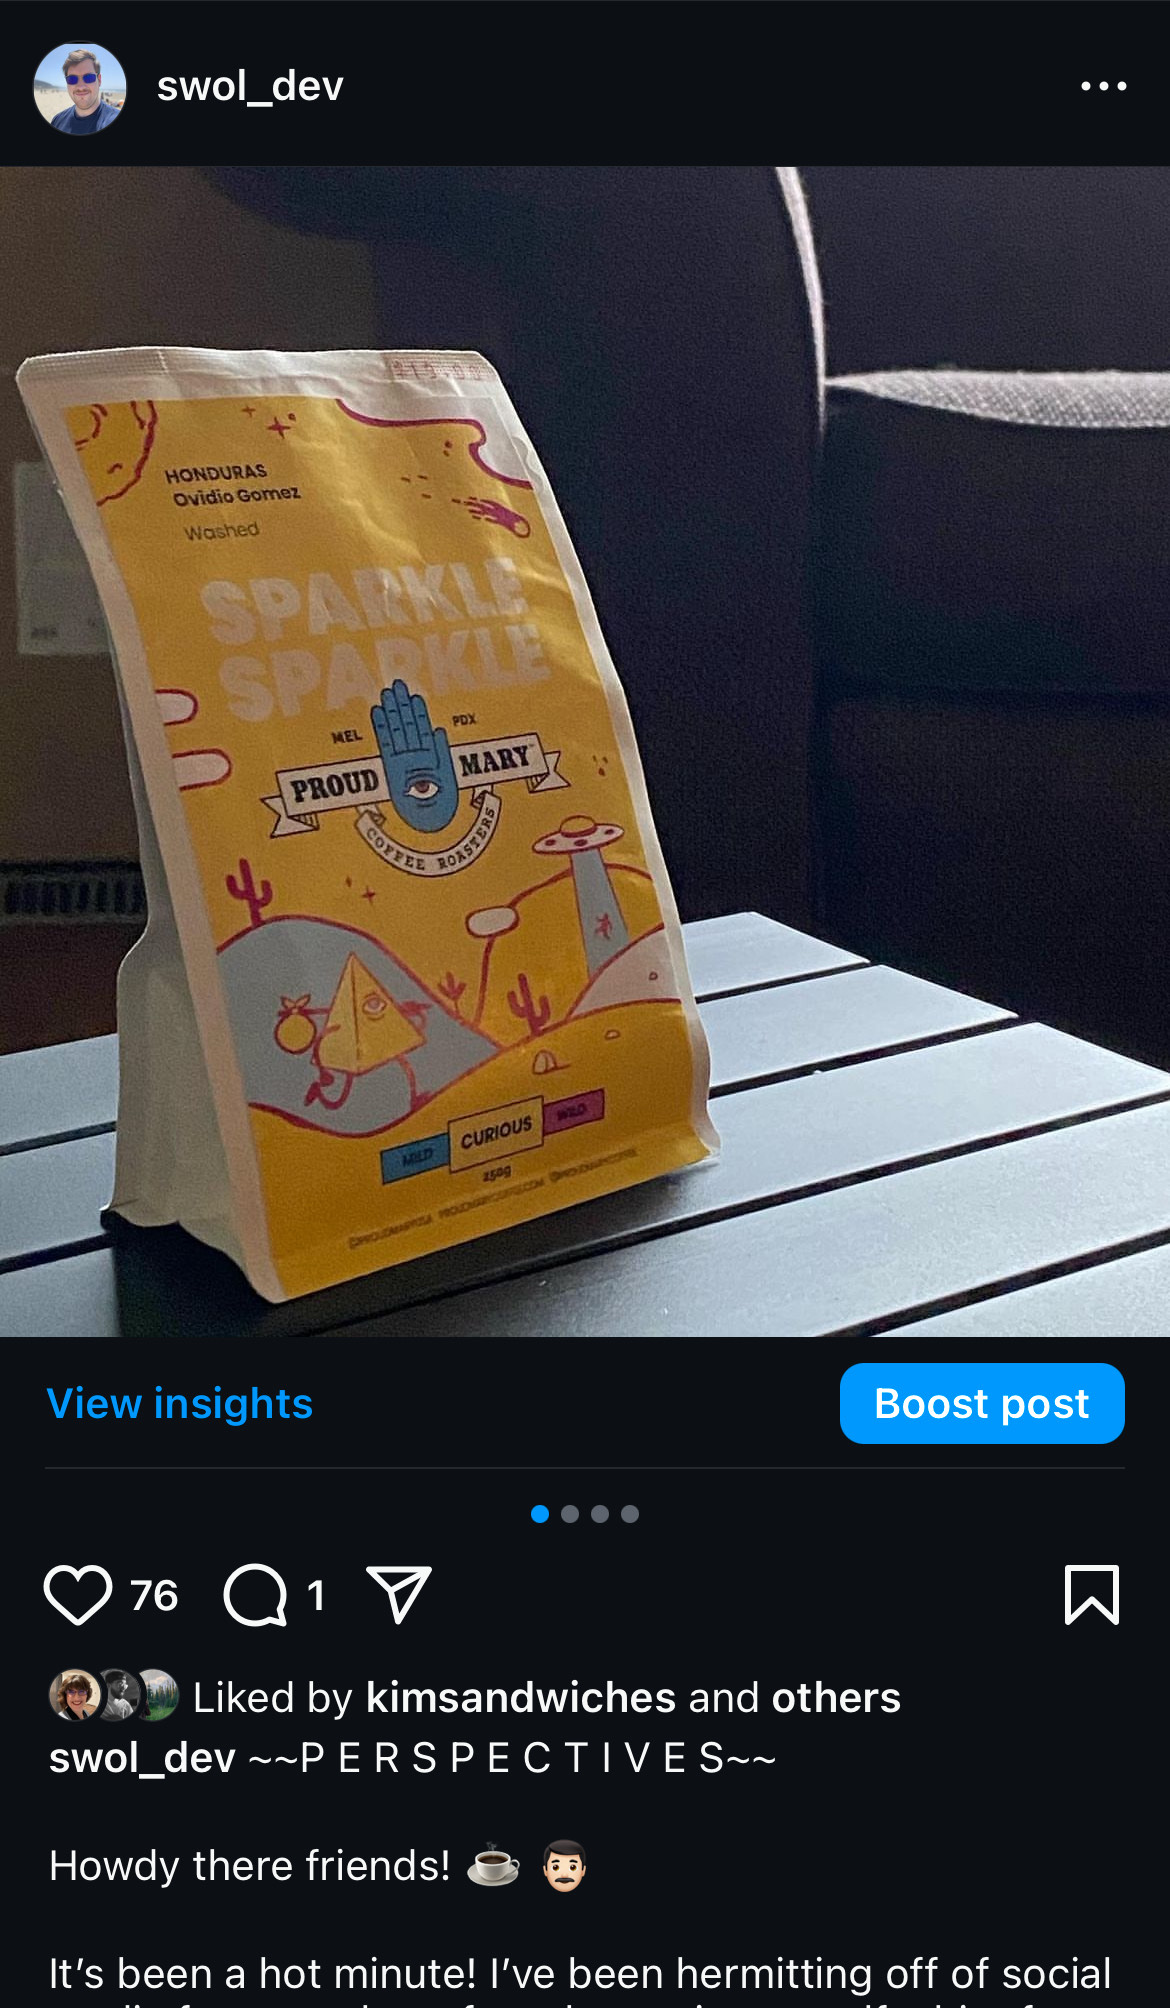 swol_dev
HONDURAS
Ovidio Gomez
Washed
SPARKLE
SPARKLE
MEL PDX
PROUD MARY
COFFEE ROASTERS
MILD CURIOUS WILD
250g
View insights
Boost post
76 1
Liked by kimsandwiches and others
swol_dev ~~P E R S P E C T I V E S~~
Howdy there friends! ☕ 👨🏻
It’s been a hot minute! I’ve been hermitting off of social